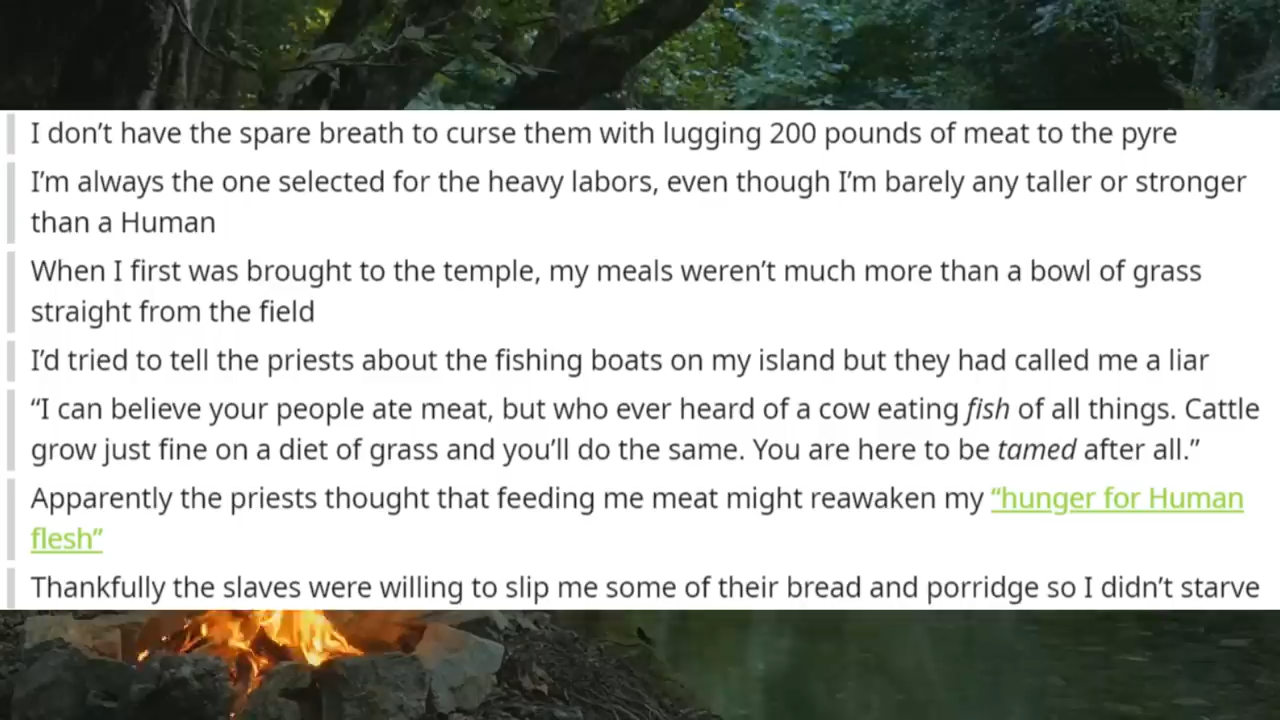 I don’t have the spare breath to curse them with lugging 200 pounds of meat to the pyre
I’m always the one selected for the heavy labors, even though I’m barely any taller or stronger
than a Human
When I first was brought to the temple, my meals weren’t much more than a bowl of grass
straight from the field
I’d tried to tell the priests about the fishing boats on my island but they had called me a liar
“I can believe your people ate meat, but who ever heard of a cow eating fish of all things. Cattle
grow just fine on a diet of grass and you’ll do the same. You are here to be tamed after all.”
Apparently the priests thought that feeding me meat might reawaken my “hunger for Human
flesh”
Thankfully the slaves were willing to slip me some of their bread and porridge so I didn’t starve